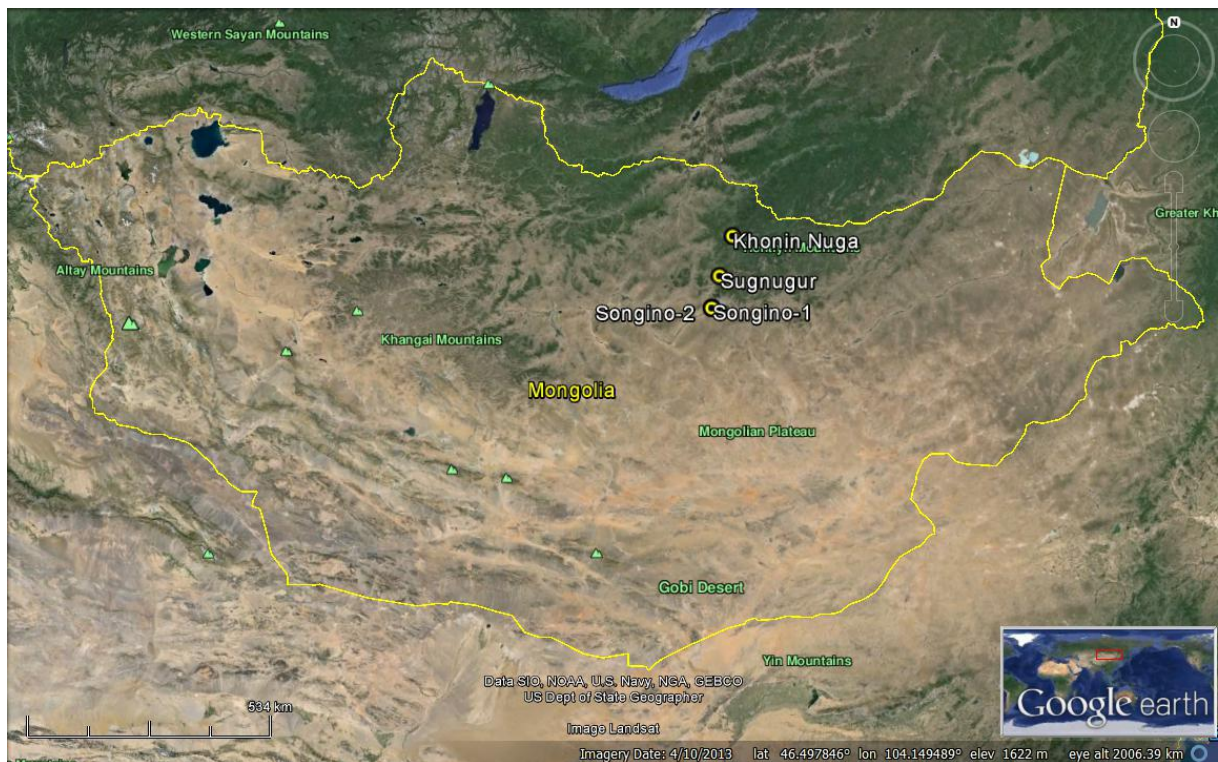 Western Sayan Mountains
N
Greater Kh
Khonin Nuga
Altay Mountains
Sugnugur
Songino-2
Songino-1
Khangai Mountains
Mongolia
Mongolian Plateau
Gobi Desert
Yin Mountains
Data SIO, NOAA, U.S. Navy, NGA, GEBCO
US Dept of State Geographer
534 km
Image Landsat
Google earth
Imagery Date: 4/10/2013 lat 46.497846° lon 104.149489° elev 1622 m eye alt 2006.39 km